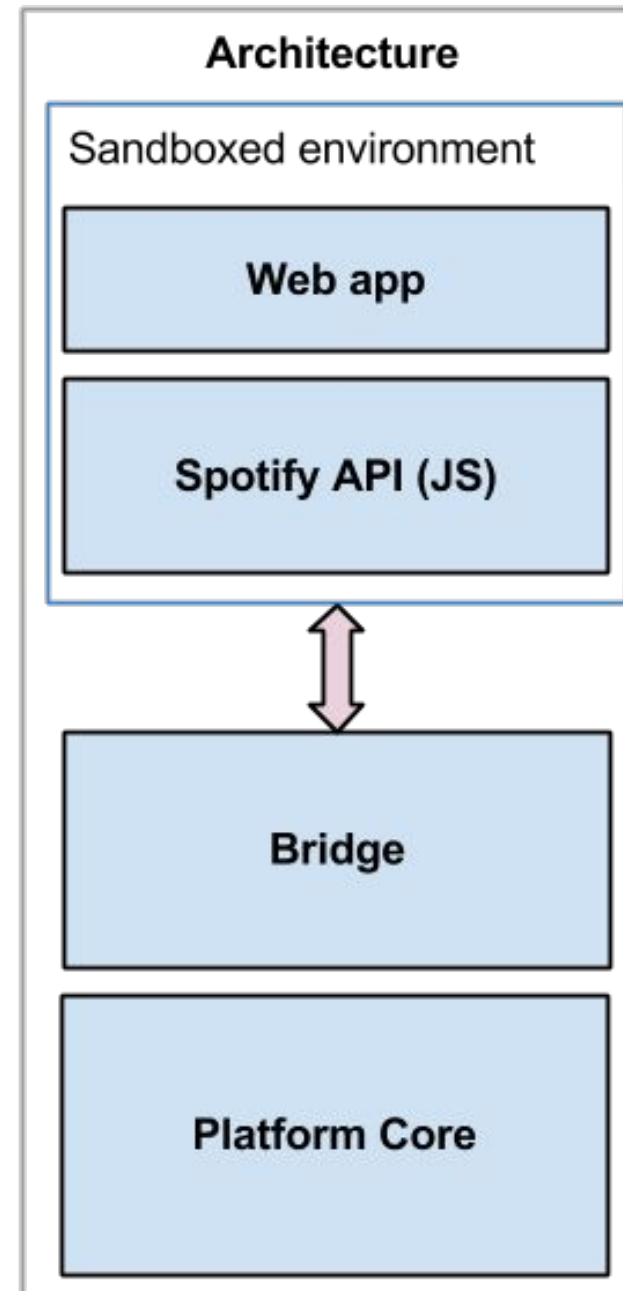 Architecture
Sandboxed environment
Web app
Spotify API (JS)
Bridge
Platform Core